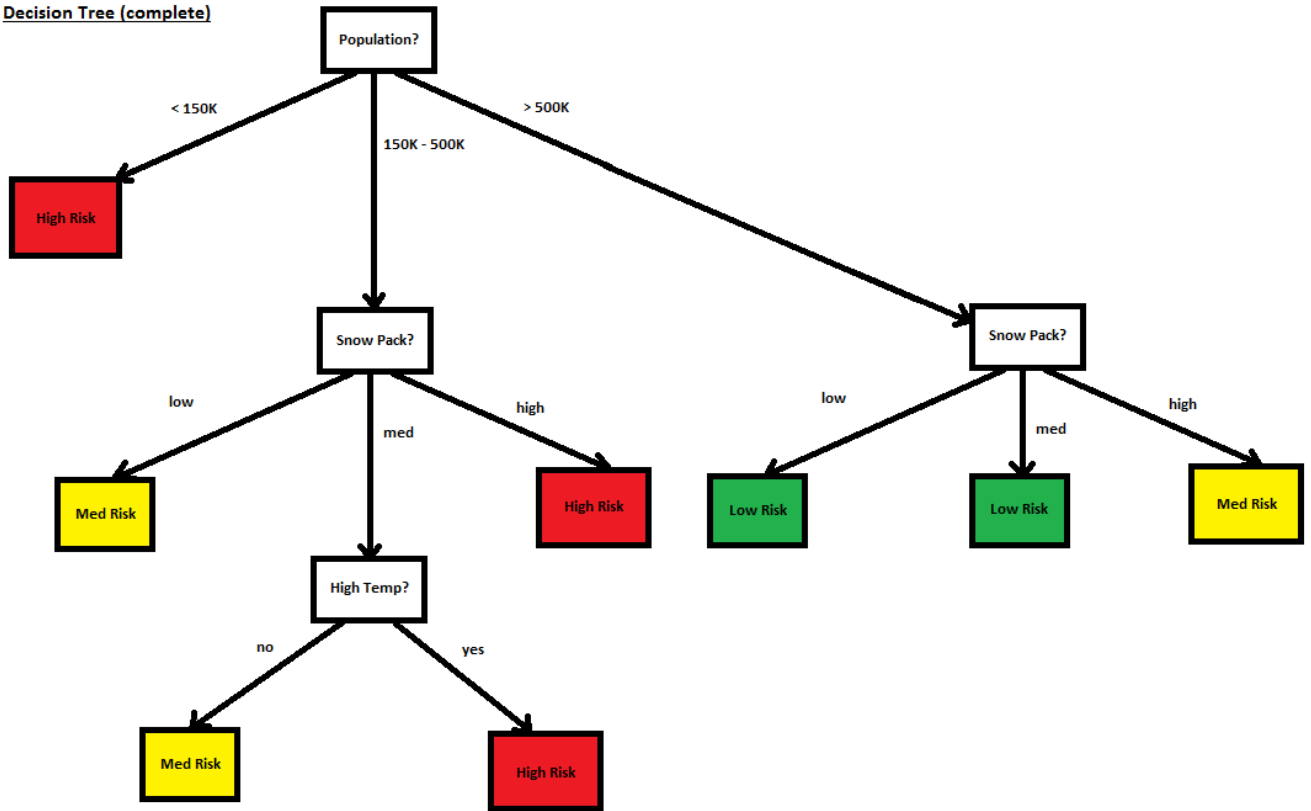 Decision Tree (complete)
Population?
< 150K
150K - 500K
> 500K
High Risk
Snow Pack?
Snow Pack?
low
med
high
low
med
high
Med Risk
High Risk
Low Risk
Low Risk
Med Risk
High Temp?
no
yes
Med Risk
High Risk